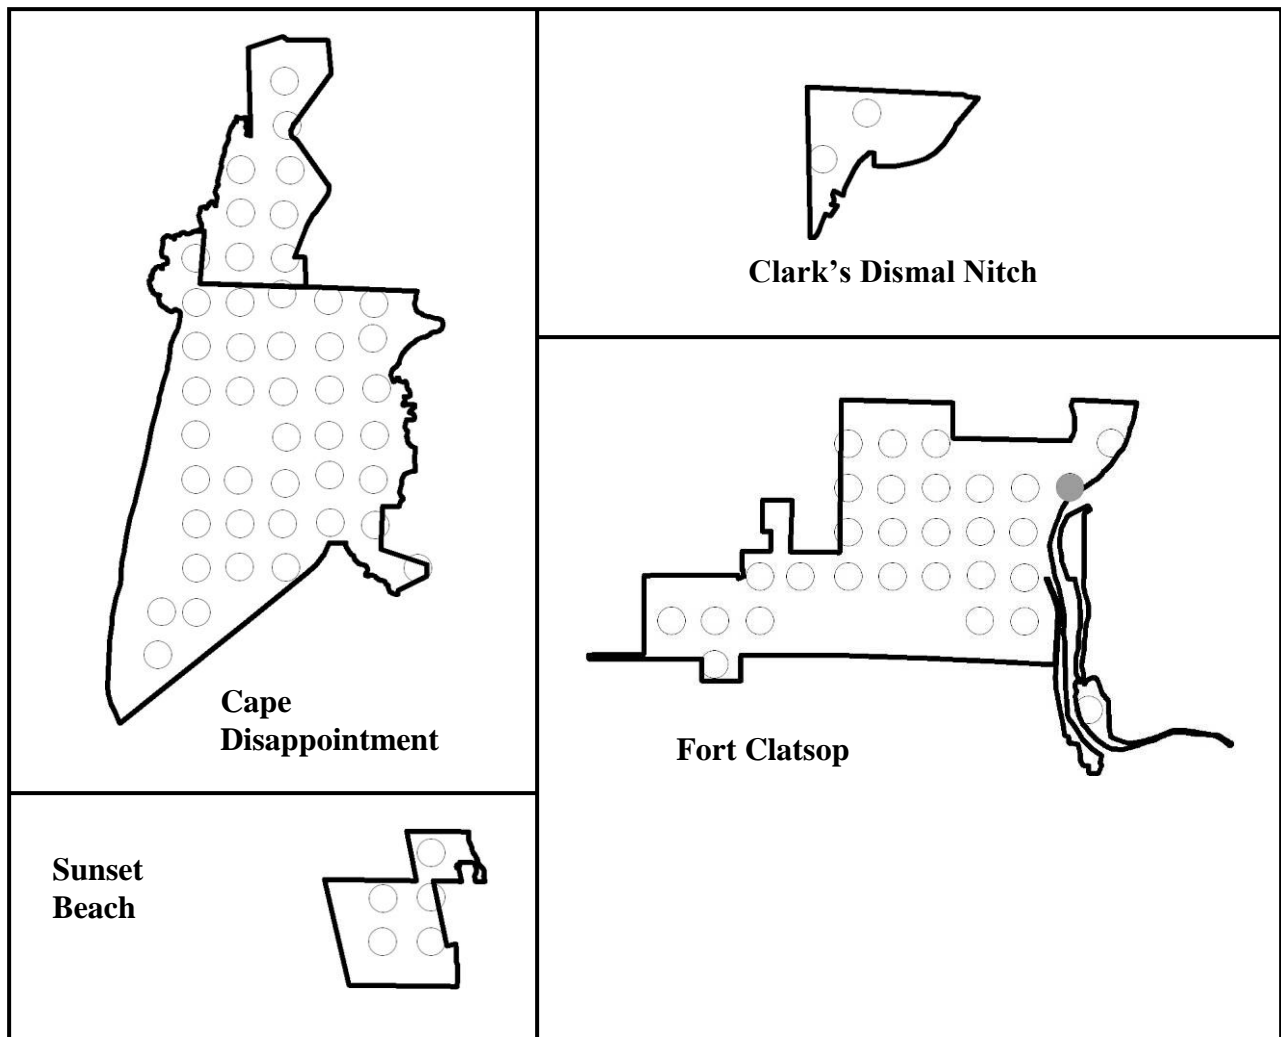 Clark’s Dismal Nitch
Cape
Disappointment
Fort Clatsop
Sunset
Beach